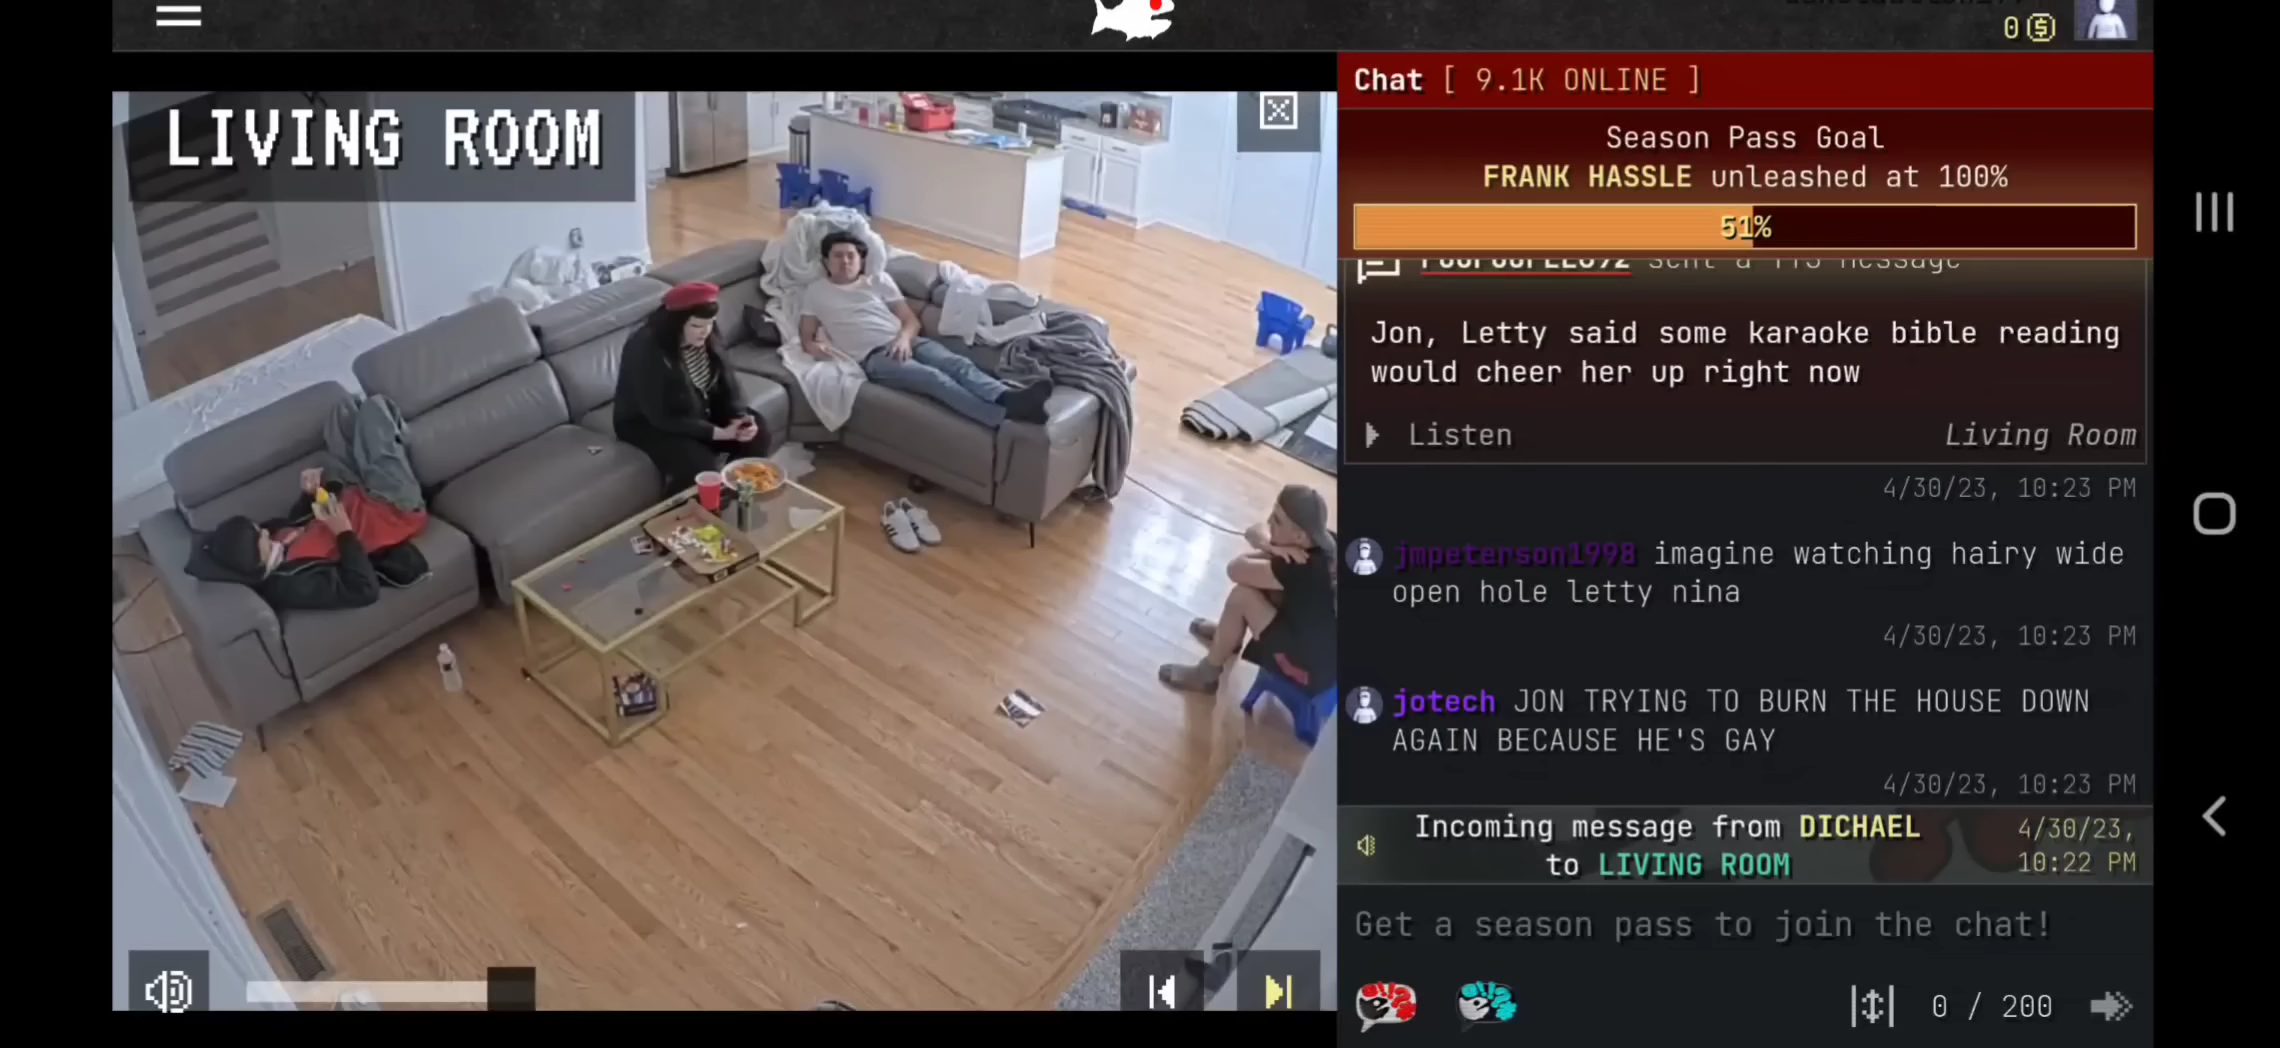 0
LIVING ROOM
Chat [ 9.1K ONLINE ]
Season Pass Goal
FRANK HASSLE unleashed at 100%
51%
sent a TTS message
Jon, Letty said some karaoke bible reading
would cheer her up right now
Listen
Living Room
4/30/23, 10:23 PM
jmpeterson1998 imagine watching hairy wide
open hole letty nina
4/30/23, 10:23 PM
jotech JON TRYING TO BURN THE HOUSE DOWN
AGAIN BECAUSE HE'S GAY
4/30/23, 10:23 PM
Incoming message from DICHAEL
to LIVING ROOM
4/30/23,
10:22 PM
Get a season pass to join the chat!
0 / 200